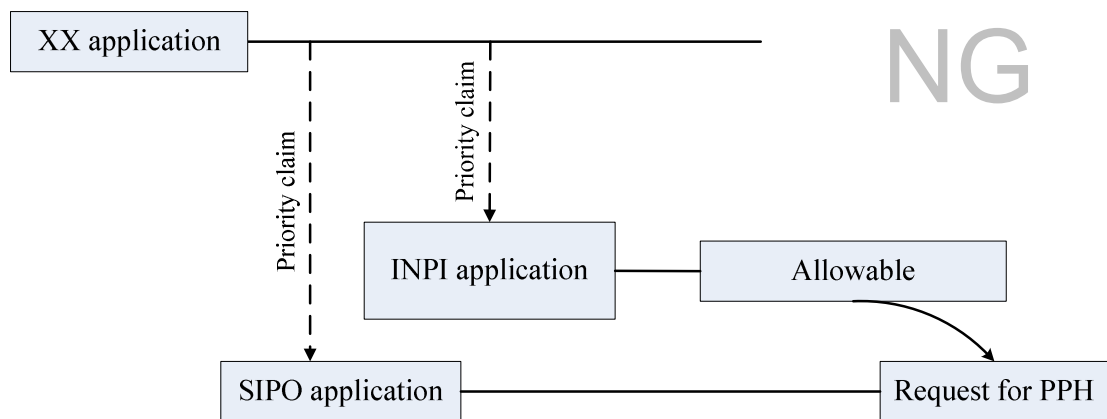 XX application
NG
Priority claim
Priority claim
INPI application
Allowable
SIPO application
Request for PPH